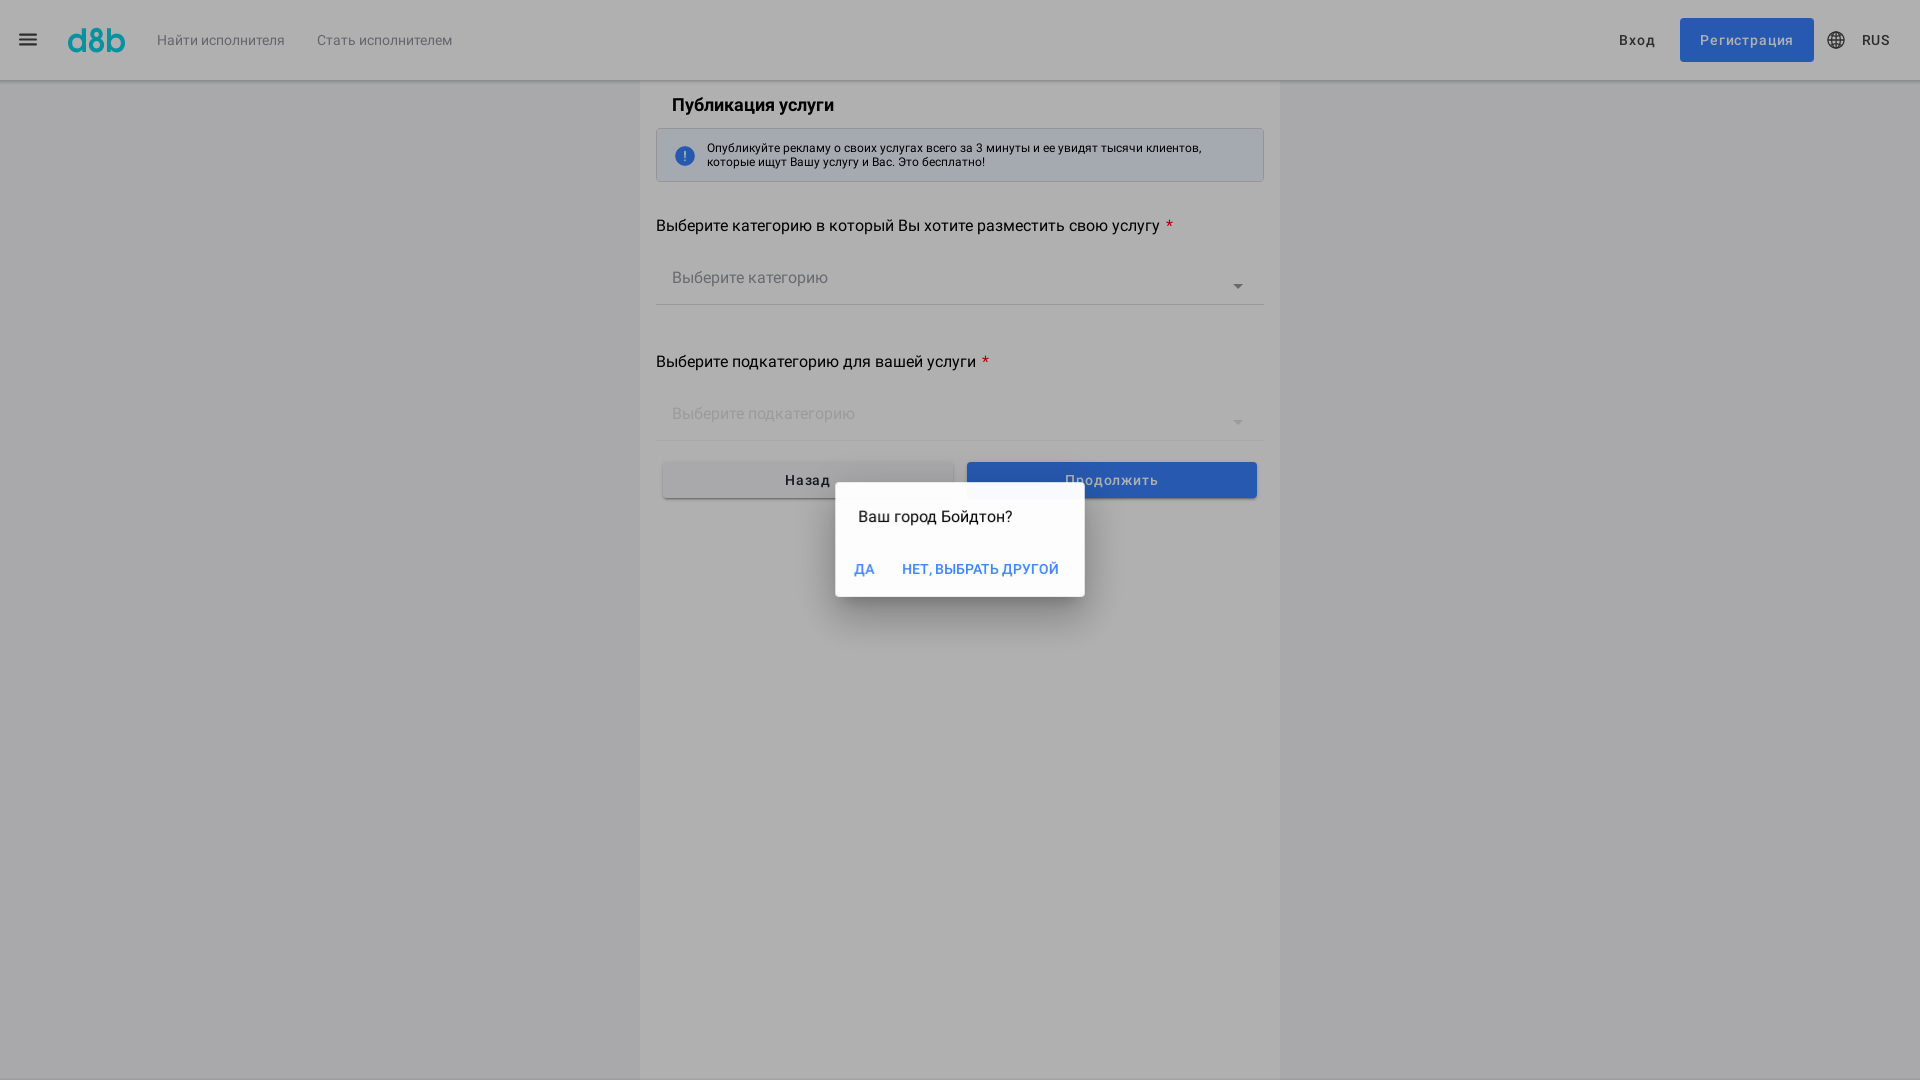 d8b
Найти исполнителя
Стать исполнителем
Вход
Регистрация
RUS
Публикация услуги
Опубликуйте рекламу о своих услугах всего за 3 минуты и ее увидят тысячи клиентов,
которые ищут Вашу услугу и Вас. Это бесплатно!
Выберите категорию в который Вы хотите разместить свою услугу *
Выберите категорию
Выберите подкатегорию для вашей услуги *
Выберите подкатегорию
Назад
Продолжить
Ваш город Бойдтон?
ДА
НЕТ, ВЫБРАТЬ ДРУГОЙ